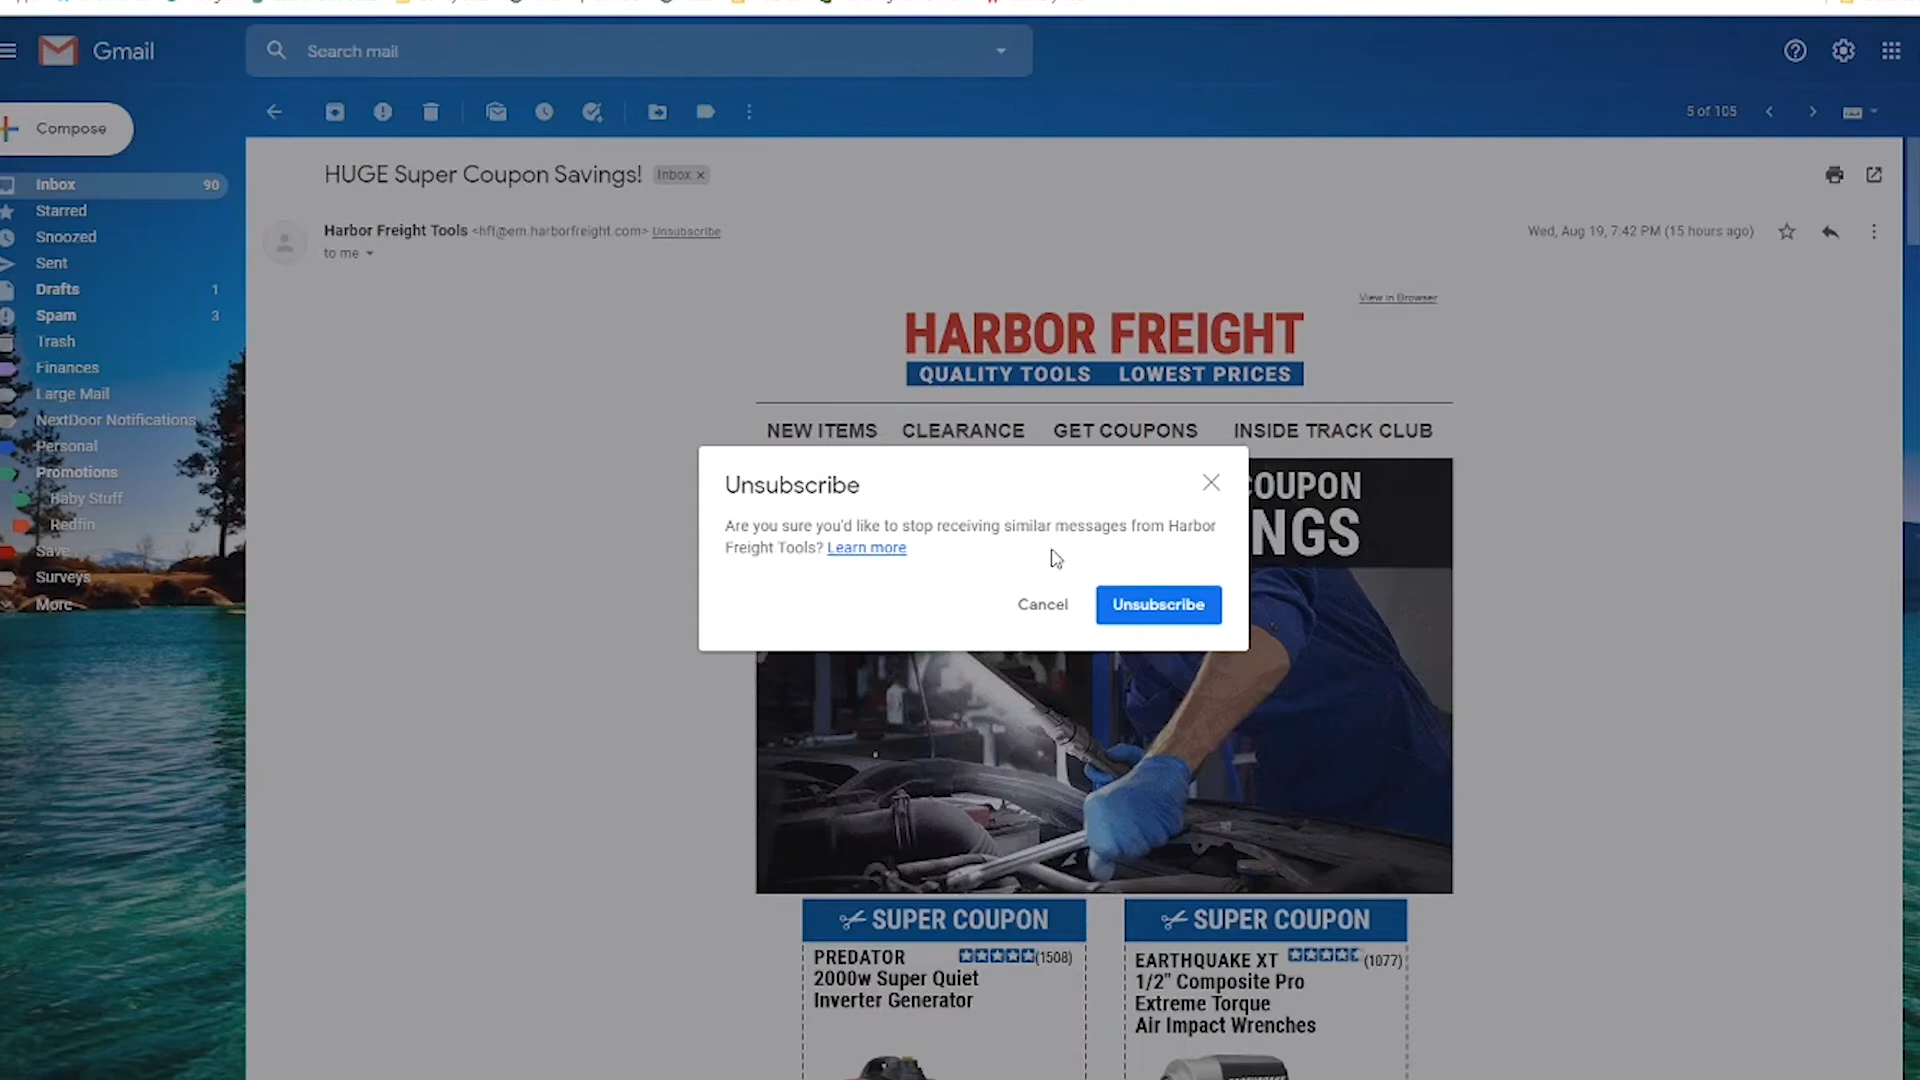 Gmail
Search mail
5 of 105
Compose
HUGE Super Coupon Savings! Inbox x
Inbox 90
Starred
Snoozed
Sent
Drafts 1
Spam 3
Trash
Finances
Large Mail
NextDoor Notifications
Personal
Promotions 12
Baby Stuff
Redfin
Save
Surveys
More
Harbor Freight Tools <hft@em.harborfreight.com> Unsubscribe
Wed, Aug 19, 7:42 PM (15 hours ago)
to me
View in Browser
HARBOR FREIGHT
QUALITY TOOLS LOWEST PRICES
NEW ITEMS CLEARANCE GET COUPONS INSIDE TRACK CLUB
COUPON
NGS
Unsubscribe
Are you sure you'd like to stop receiving similar messages from Harbor
Freight Tools? Learn more
Cancel Unsubscribe
SUPER COUPON
PREDATOR (1508)
2000w Super Quiet
Inverter Generator
SUPER COUPON
EARTHQUAKE XT (1077)
1/2" Composite Pro
Extreme Torque
Air Impact Wrenches